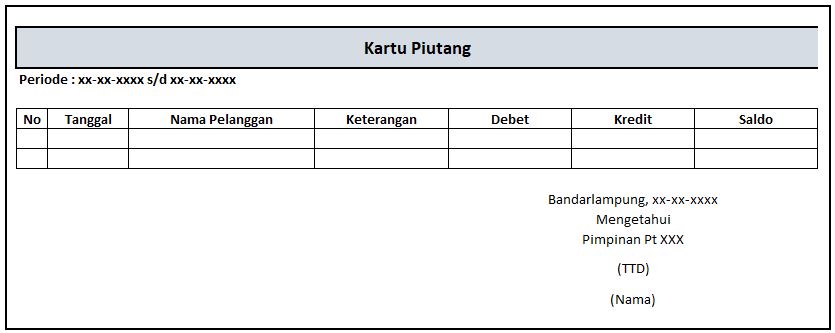 Kartu Piutang
Periode : xx-xx-xxxx s/d xx-xx-xxxx
No Tanggal Nama Pelanggan Keterangan Debet Kredit Saldo
Bandarlampung, xx-xx-xxxx
Mengetahui
Pimpinan Pt XXX
(TTD)
(Nama)